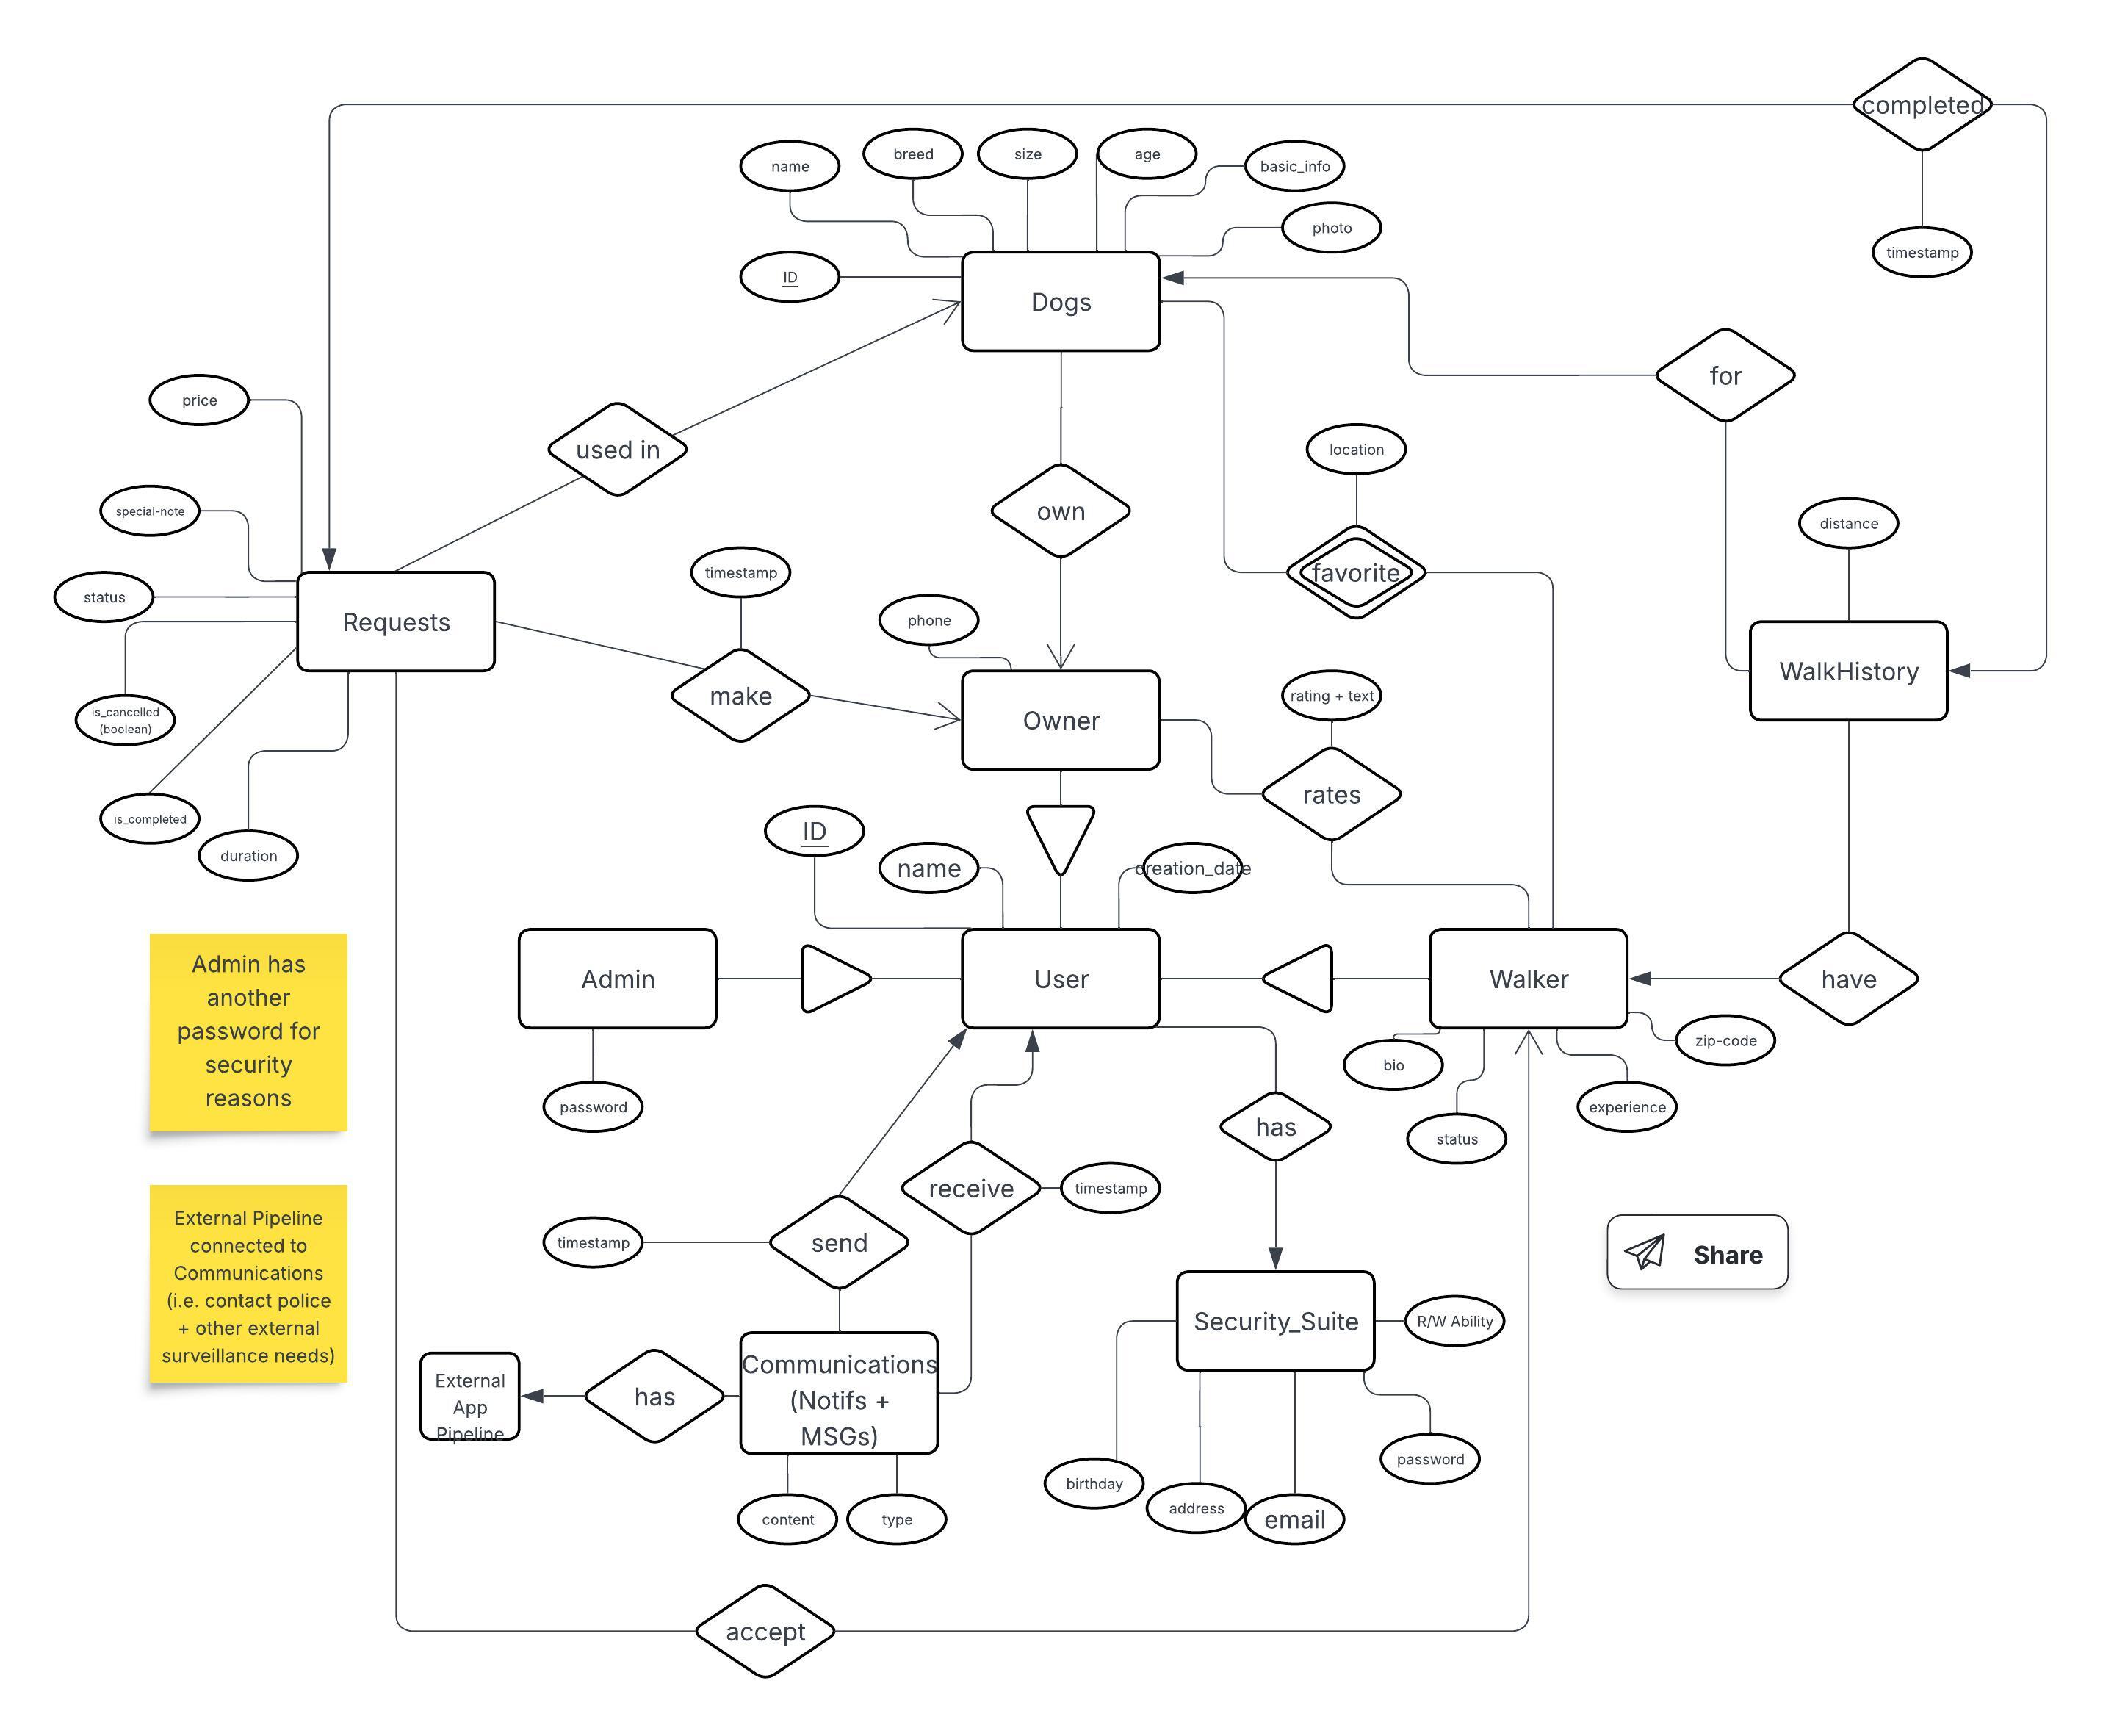 completed
name
breed
size
age
basic_info
photo
timestamp
ID
Dogs
for
price
used in
location
special-note
own
distance
favorite
timestamp
status
Requests
phone
WalkHistory
is_cancelled
(boolean)
make
Owner
rating + text
rates
is_completed
duration
ID
name
creation_date
Admin has
another
password for
security
reasons
Admin
User
Walker
have
zip-code
bio
password
experience
has
status
receive
timestamp
External Pipeline
connected to
Communications
(i.e. contact police
+ other external
surveillance needs)
timestamp
send
Share
Security_Suite
R/W Ability
External
App
Pipeline
has
Communications
(Notifs +
MSGs)
password
birthday
address
email
content
type
accept